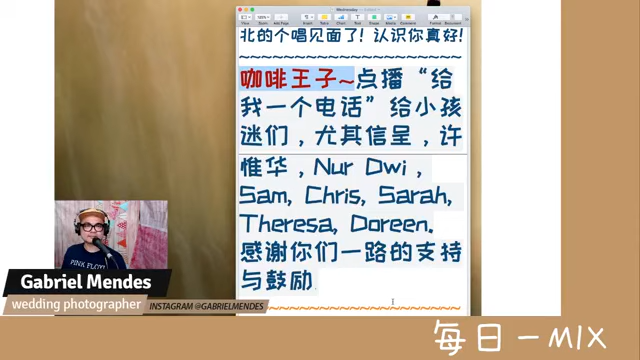 北的个唱见面了！认识你真好！
~~~~~~~~~~~~~~~~~~~~~~~~~~~~
咖啡王子~点播“给
我一个电话”给小孩
迷们，尤其信呈，许
惟华，Nur Dwi，
Sam, Chris, Sarah,
Theresa, Doreen.
感谢你们一路的支持
与鼓励
~~~~~~~~~~~~~~~~~~~~~~~~~~~~
PINK FLOYD
Gabriel Mendes
wedding photographer
INSTAGRAM @GABRIELMENDES
每日一MIX